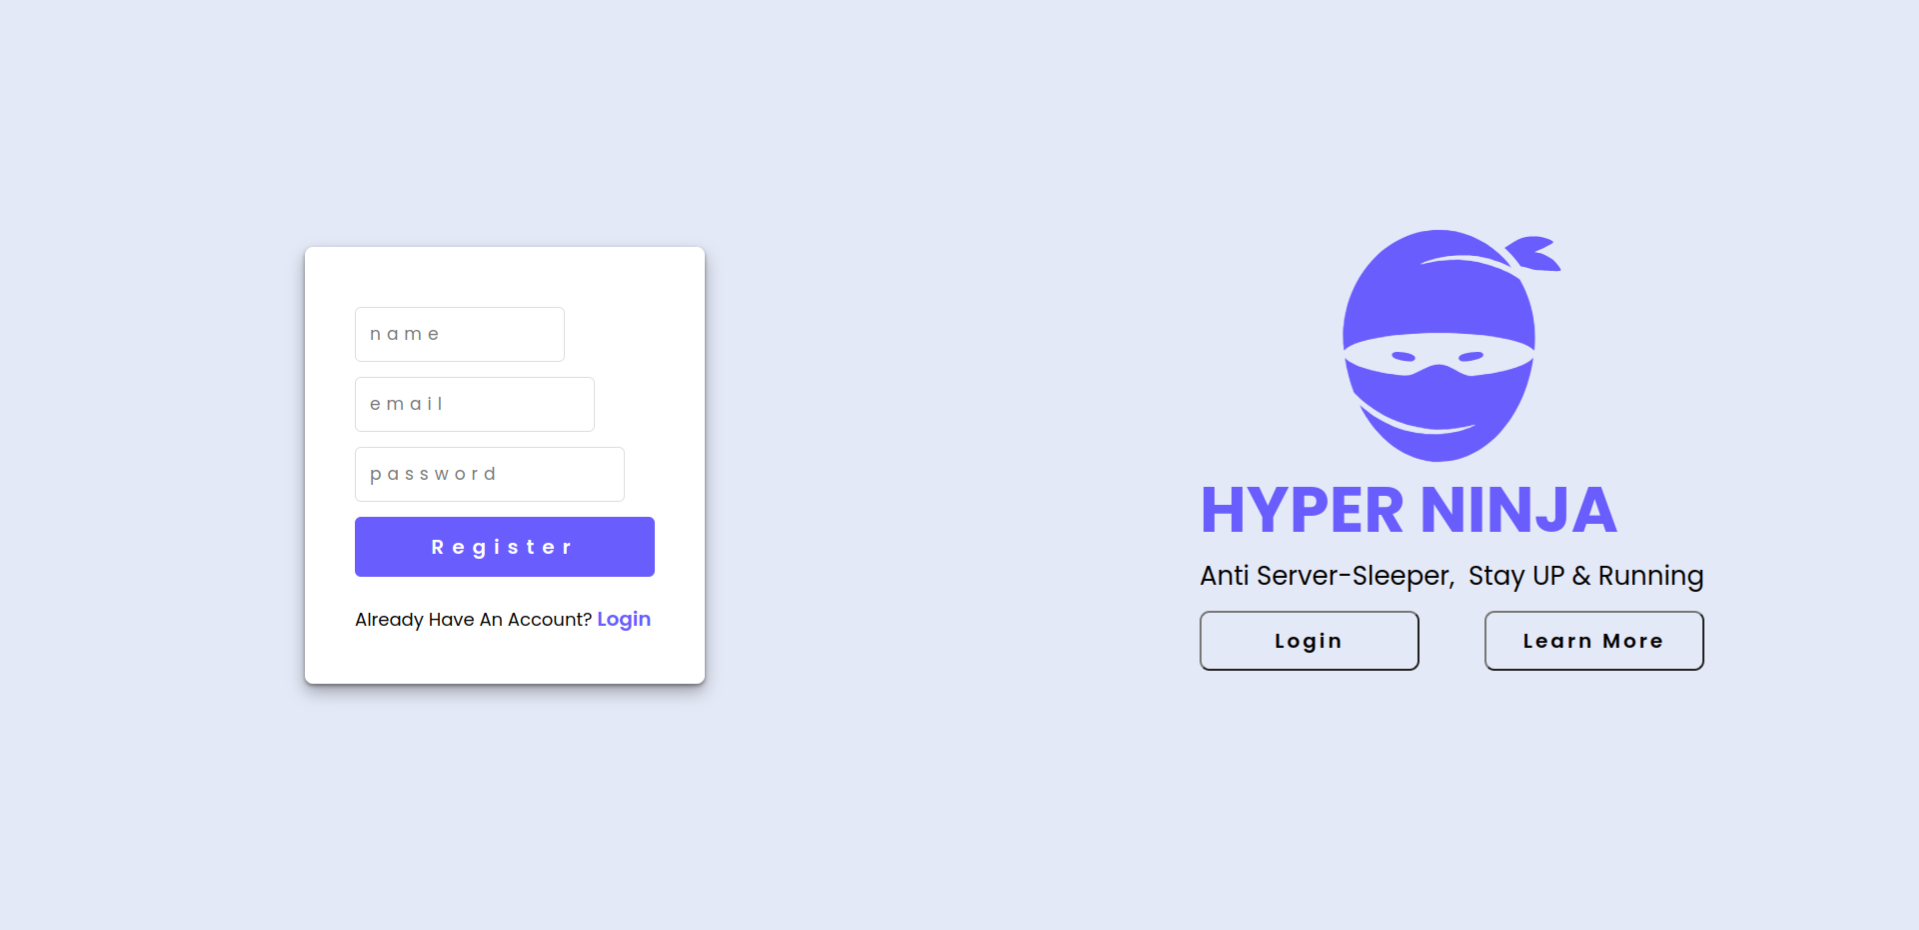 name
email
password
Register
Already Have An Account? Login
HYPER NINJA
Anti Server-Sleeper,  Stay UP & Running
Login
Learn More